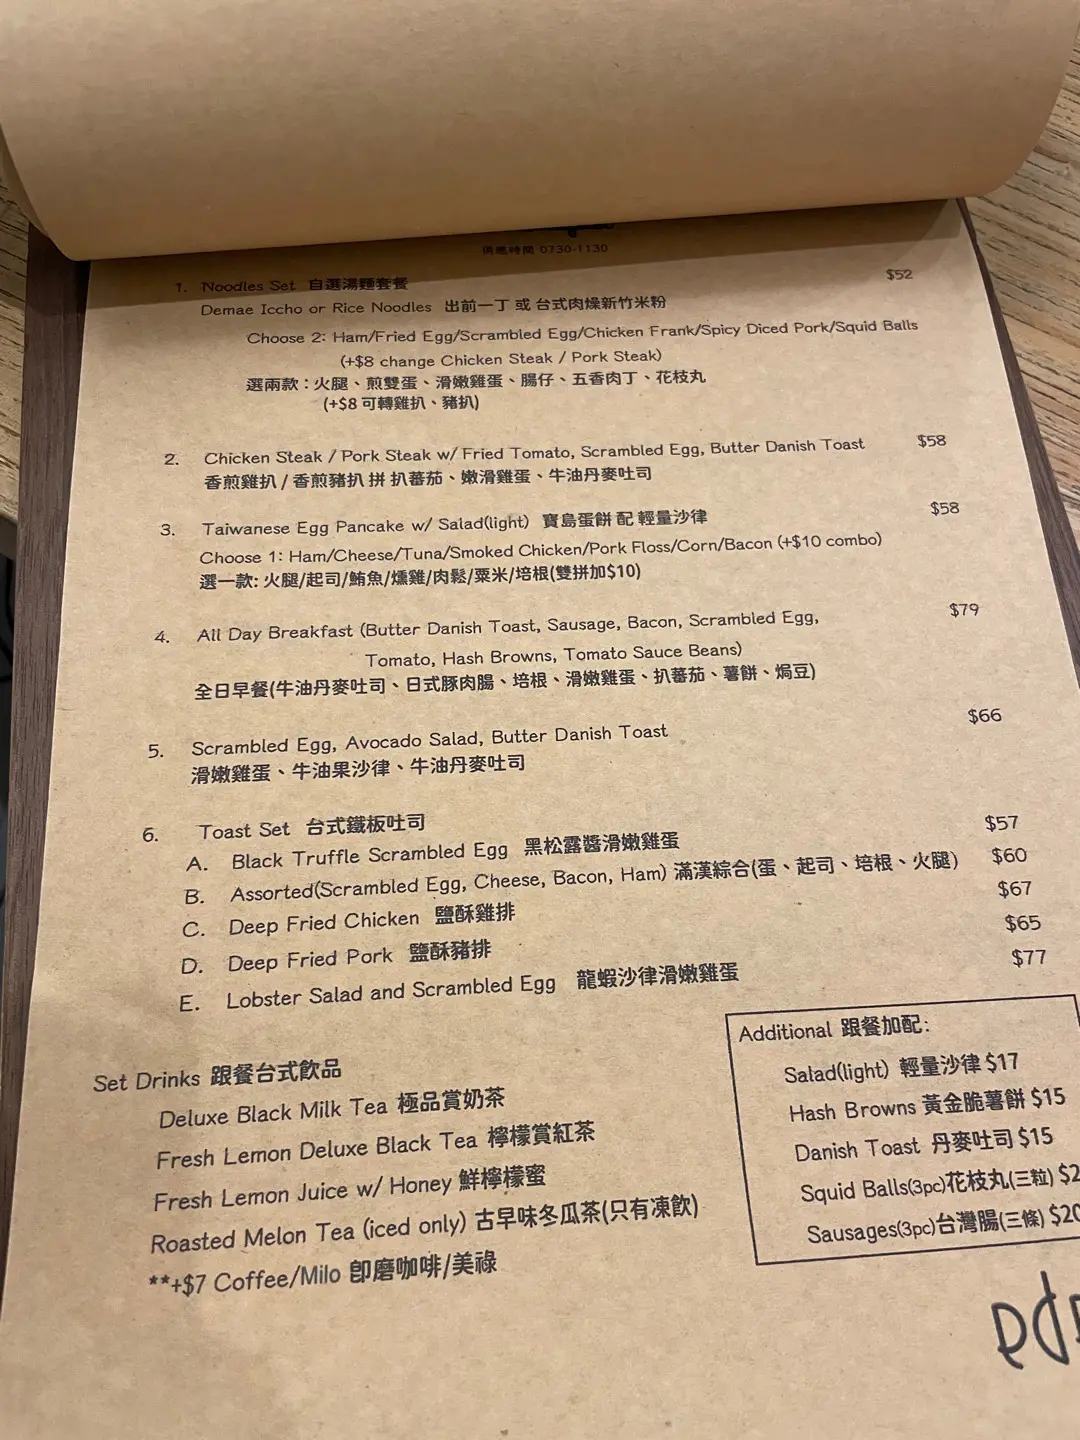 供應時間 0730-1130
1. Noodles Set 自選湯麵套餐 $52
Demae Iccho or Rice Noodles 出前一丁 或 台式肉燥新竹米粉
Choose 2: Ham/Fried Egg/Scrambled Egg/Chicken Frank/Spicy Diced Pork/Squid Balls
(+$8 change Chicken Steak / Pork Steak)
選兩款：火腿、煎雙蛋、滑嫩雞蛋、腸仔、五香肉丁、花枝丸
(+$8 可轉雞扒、豬扒)
2. Chicken Steak / Pork Steak w/ Fried Tomato, Scrambled Egg, Butter Danish Toast $58
香煎雞扒 / 香煎豬扒 拼 扒蕃茄、嫩滑雞蛋、牛油丹麥吐司
3. Taiwanese Egg Pancake w/ Salad(light) 寶島蛋餅 配 輕量沙律 $58
Choose 1: Ham/Cheese/Tuna/Smoked Chicken/Pork Floss/Corn/Bacon (+$10 combo)
選一款: 火腿/起司/鮪魚/燻雞/肉鬆/粟米/培根(雙拼加$10)
4. All Day Breakfast (Butter Danish Toast, Sausage, Bacon, Scrambled Egg, $79
Tomato, Hash Browns, Tomato Sauce Beans)
全日早餐(牛油丹麥吐司、日式豚肉腸、培根、滑嫩雞蛋、扒蕃茄、薯餅、焗豆)
5. Scrambled Egg, Avocado Salad, Butter Danish Toast $66
滑嫩雞蛋、牛油果沙律、牛油丹麥吐司
6. Toast Set 台式鐵板吐司
A. Black Truffle Scrambled Egg 黑松露醬滑嫩雞蛋 $57
B. Assorted(Scrambled Egg, Cheese, Bacon, Ham) 滿漢綜合(蛋、起司、培根、火腿) $60
C. Deep Fried Chicken 鹽酥雞排 $67
D. Deep Fried Pork 鹽酥豬排 $65
E. Lobster Salad and Scrambled Egg 龍蝦沙律滑嫩雞蛋 $77
Set Drinks 跟餐台式飲品
Deluxe Black Milk Tea 極品賞奶茶
Fresh Lemon Deluxe Black Tea 檸檬賞紅茶
Fresh Lemon Juice w/ Honey 鮮檸檬蜜
Roasted Melon Tea (iced only) 古早味冬瓜茶(只有凍飲)
**+$7 Coffee/Milo 即磨咖啡/美祿
Additional 跟餐加配:
Salad(light) 輕量沙律 $17
Hash Browns 黃金脆薯餅 $15
Danish Toast 丹麥吐司 $15
Squid Balls(3pc)花枝丸(三粒) $2
Sausages(3pc)台灣腸(三條) $20